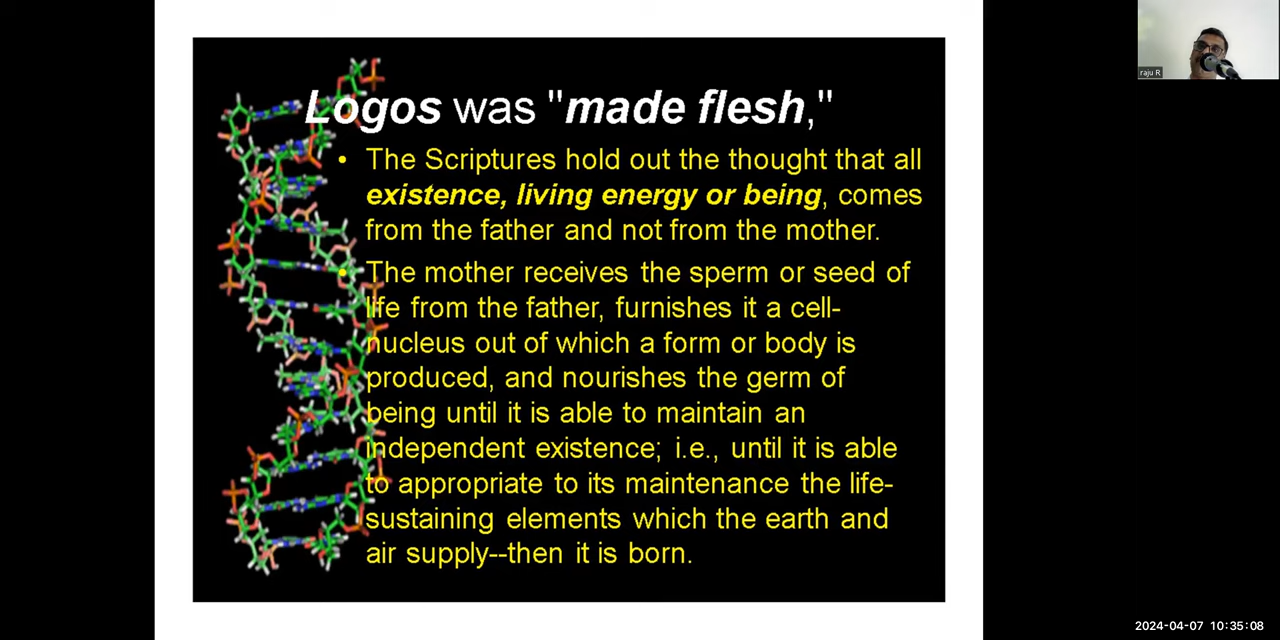 raju R
Logos was "made flesh,"
• The Scriptures hold out the thought that all
existence, living energy or being, comes
from the father and not from the mother.
• The mother receives the sperm or seed of
life from the father, furnishes it a cell-
nucleus out of which a form or body is
produced, and nourishes the germ of
being until it is able to maintain an
independent existence; i.e., until it is able
to appropriate to its maintenance the life-
sustaining elements which the earth and
air supply--then it is born.
2024-04-07 10:35:08